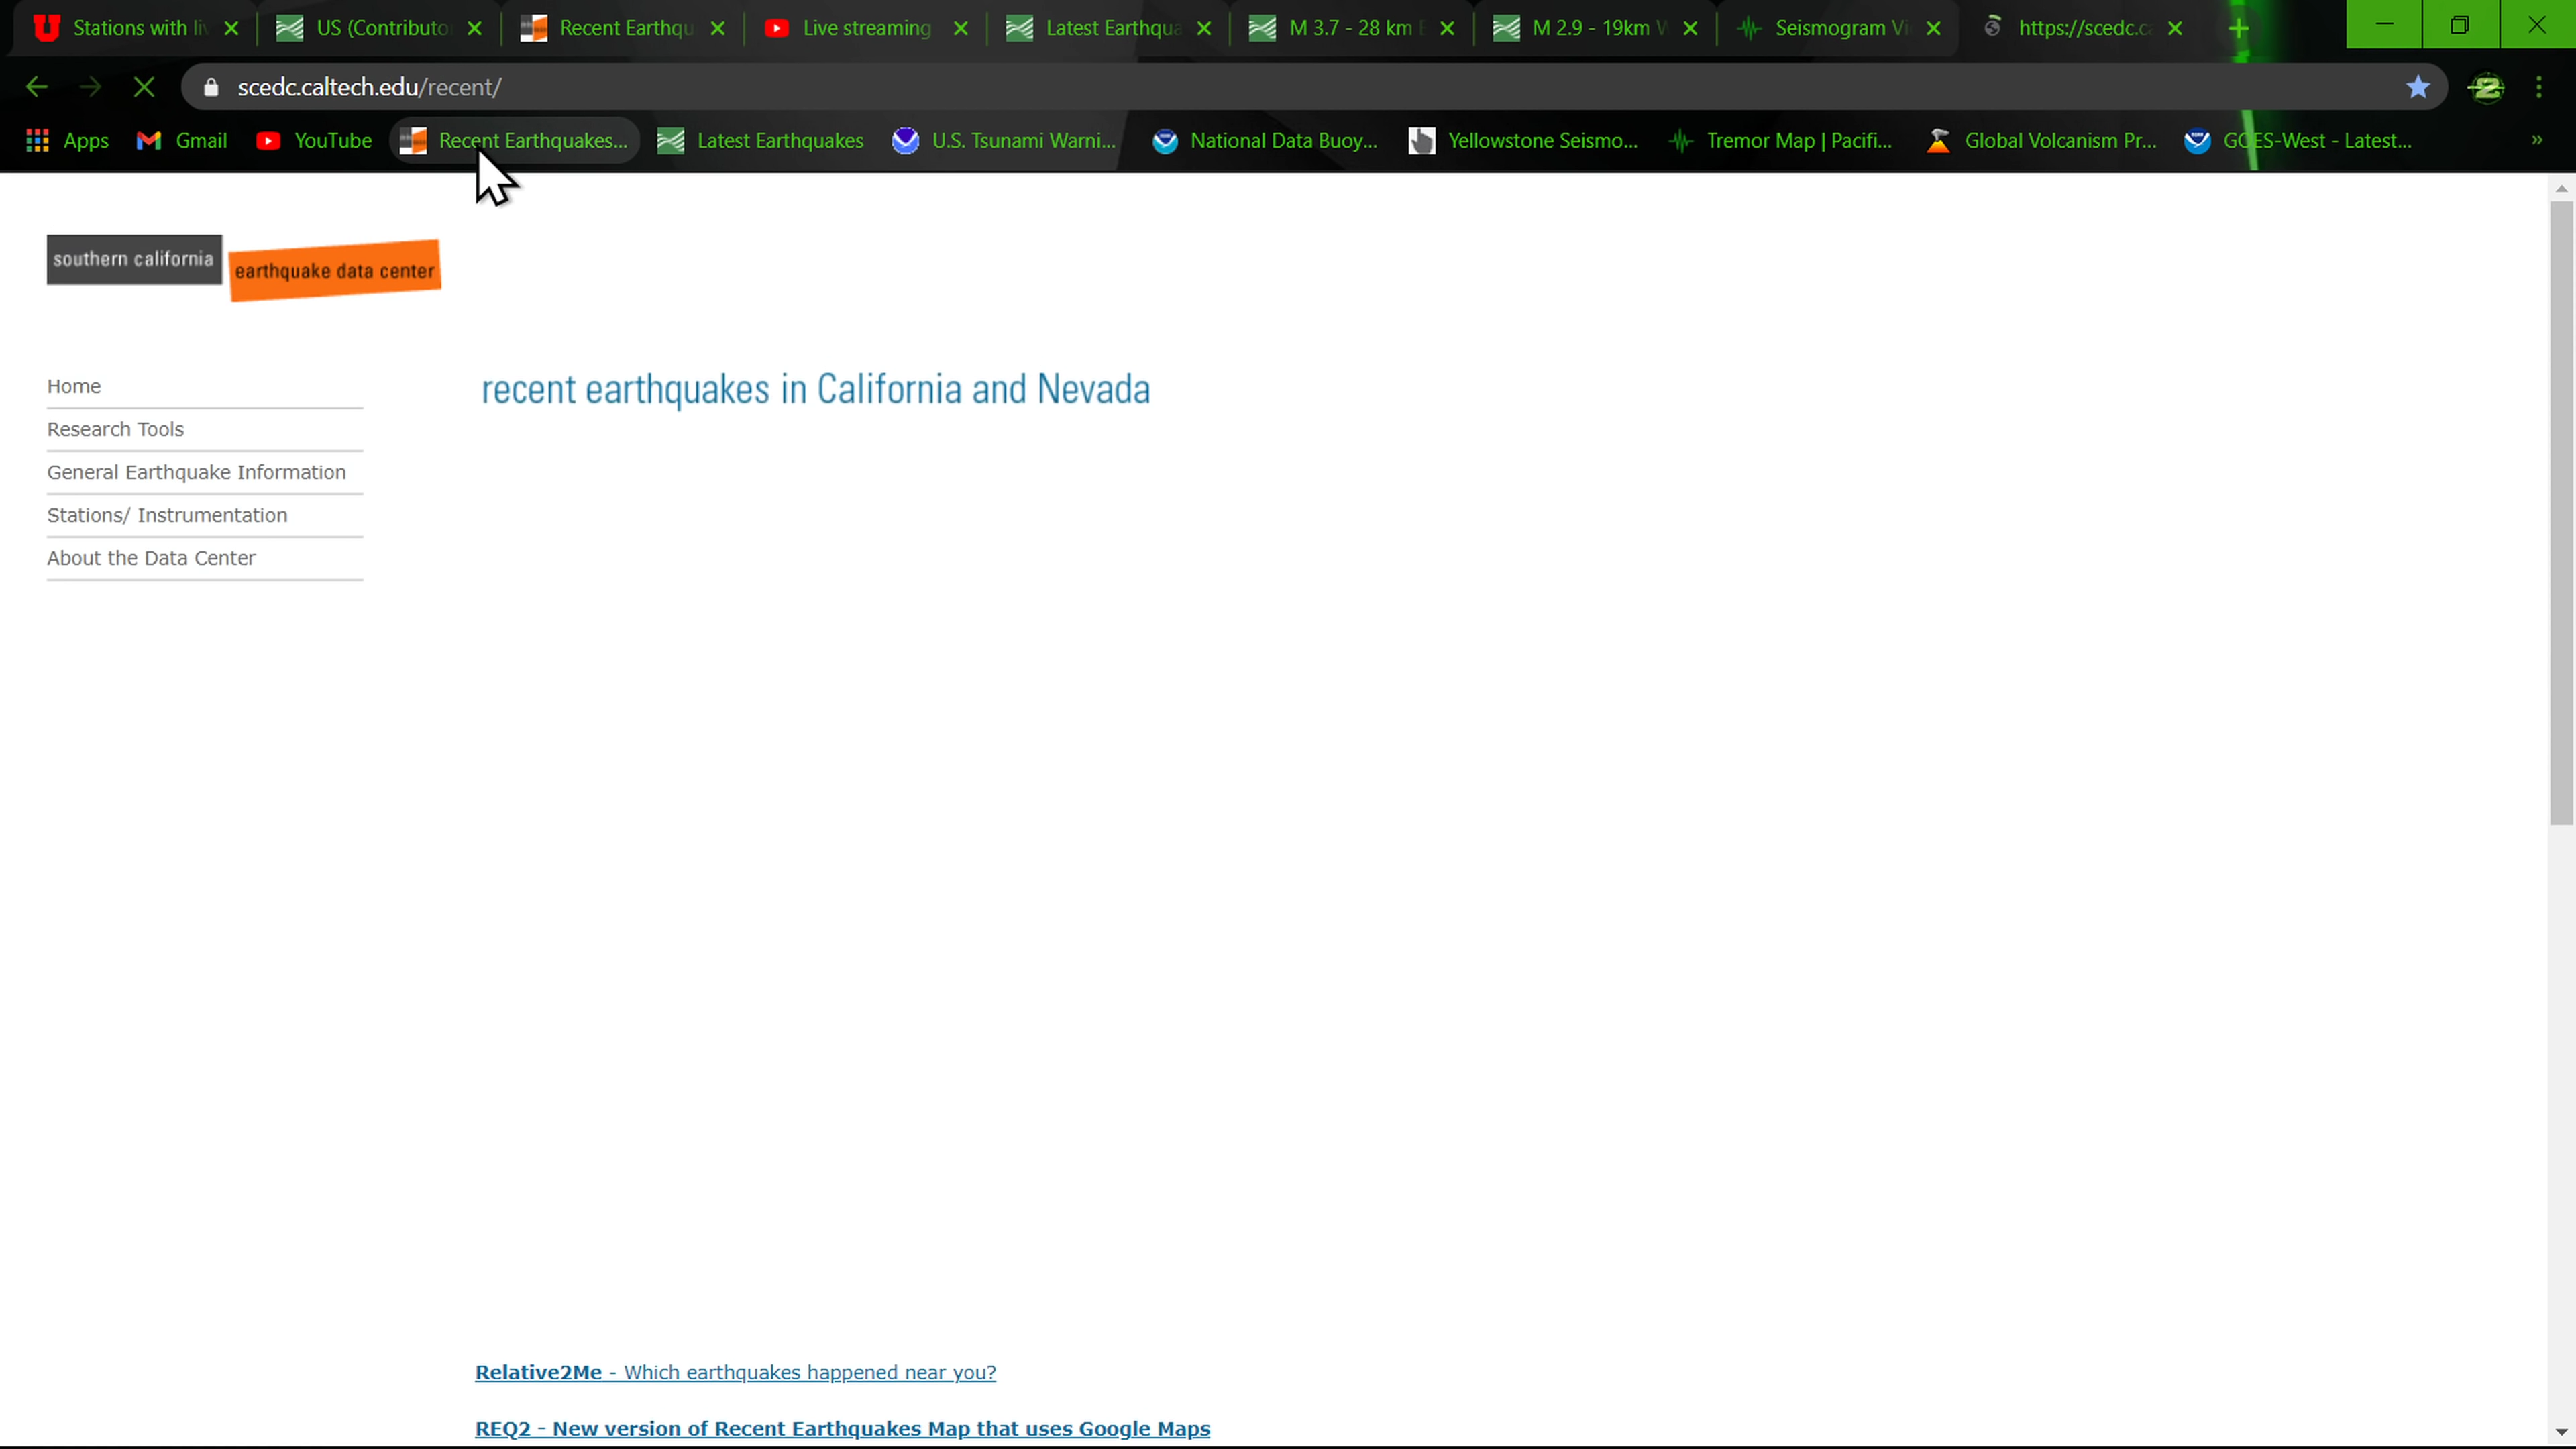 Stations with li
US (Contributo
Recent Earthqu
Live streaming
Latest Earthqua
M 3.7 - 28 km E
M 2.9 - 19km W
Seismogram Vi
https://scedc.ca
scedc.caltech.edu/recent/
Apps
Gmail
YouTube
Recent Earthquakes...
Latest Earthquakes
U.S. Tsunami Warni...
National Data Buoy...
Yellowstone Seismo...
Tremor Map | Pacifi...
Global Volcanism Pr...
GOES-West - Latest...
southern california
earthquake data center
recent earthquakes in California and Nevada
Home
Research Tools
General Earthquake Information
Stations/ Instrumentation
About the Data Center
Relative2Me - Which earthquakes happened near you?
REQ2 - New version of Recent Earthquakes Map that uses Google Maps